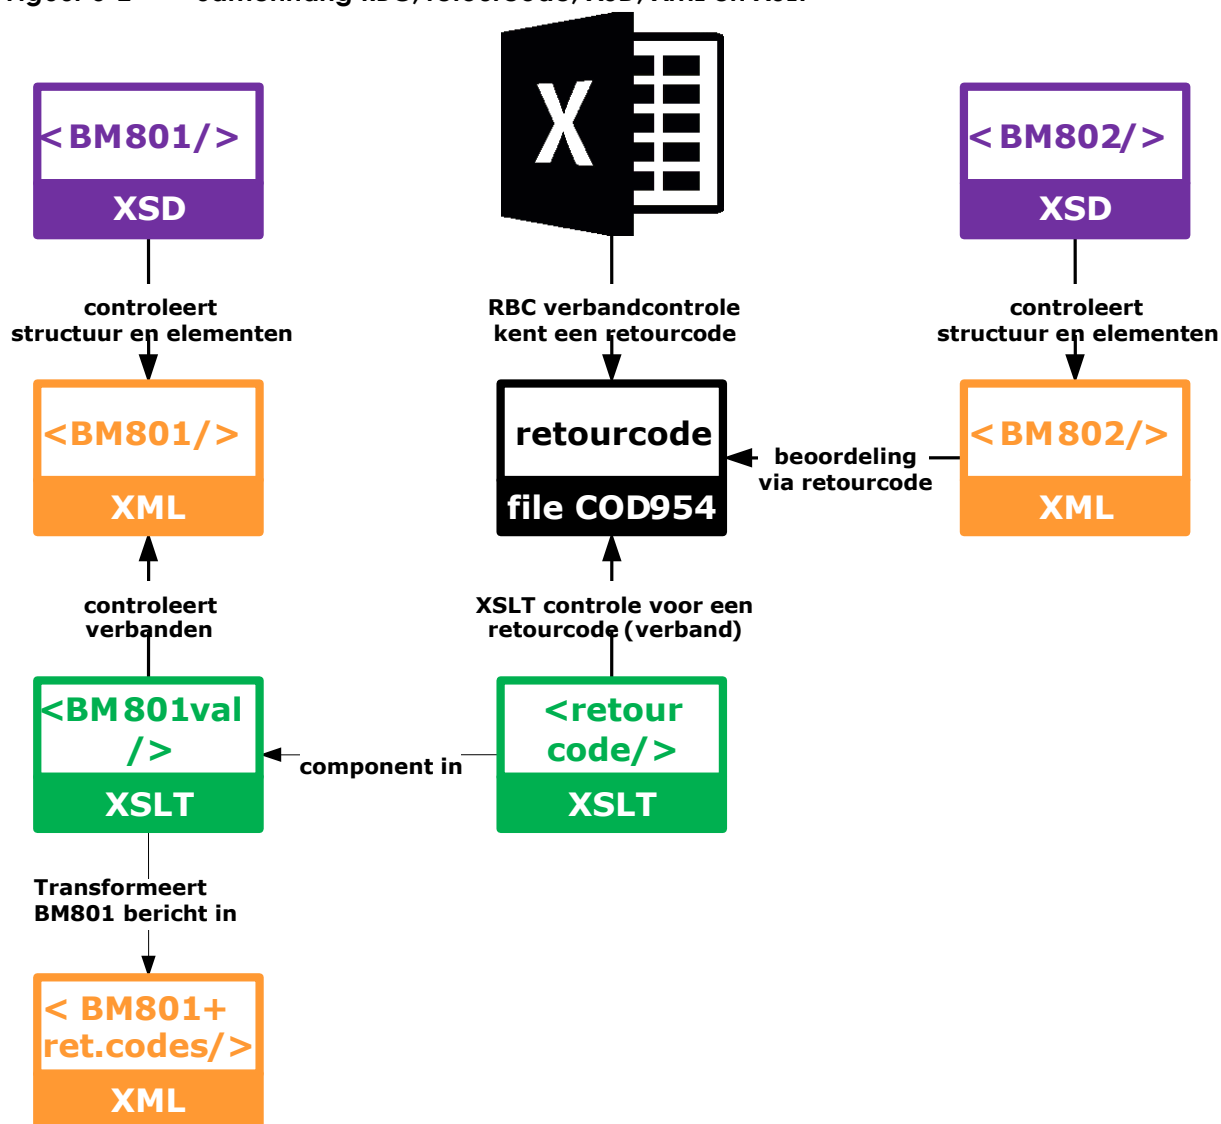 X
<BM801/>
XSD
<BM802/>
XSD
controleert
structuur en elementen
RBC verbandcontrole
kent een retourcode
controleert
structuur en elementen
<BM801/>
XML
retourcode
file COD954
beoordeling
via retourcode
<BM802/>
XML
controleert
verbanden
XSLT controle voor een
retourcode (verband)
<BM801val
/>
XSLT
component in
<retour
code/>
XSLT
Transformeert
BM801 bericht in
< BM801+
ret.codes/>
XML